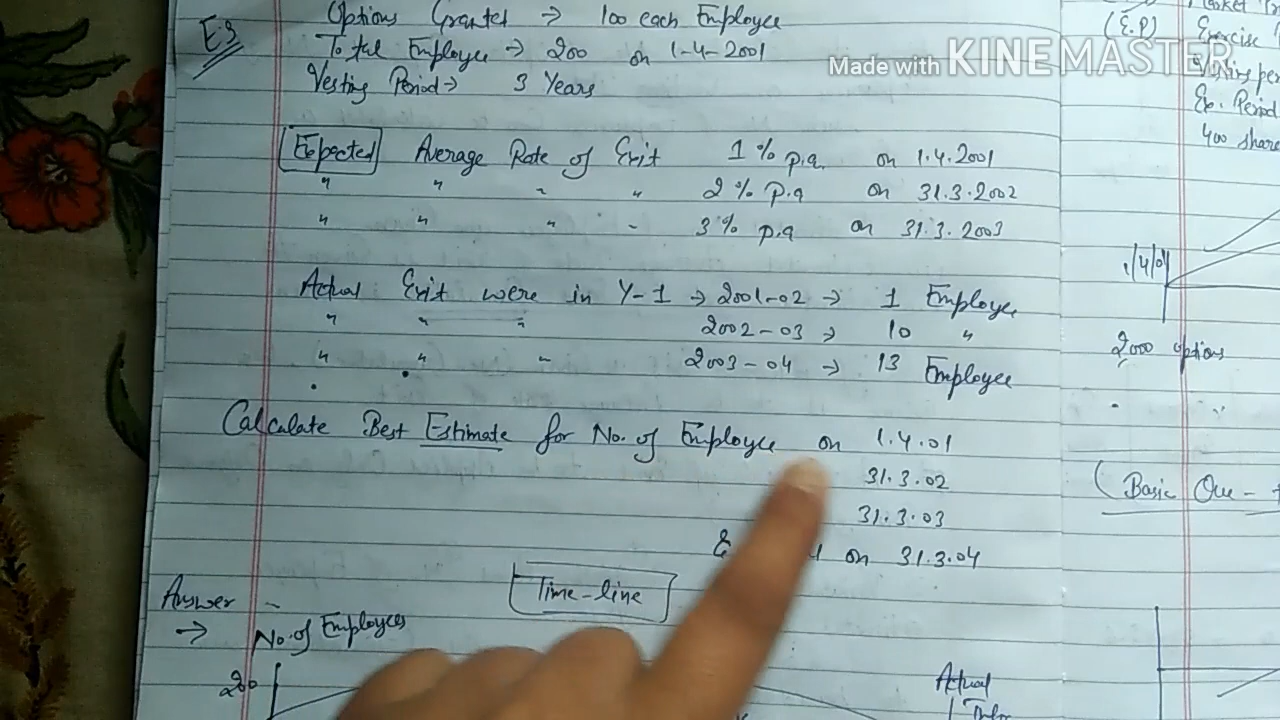 E3
Options Granted → 100 each Employee
Total Employee → 200 on 1-4-2001
Vesting Period → 3 Years
Expected Average Rate of Exit 1% p.a. on 1.4.2001
" " " " 2% p.a on 31.3.2002
" " " " 3% p.a on 31.3.2003
Actual Exit were in Y-1 → 2001-02 → 1 Employee
" " " 2002-03 → 10 "
" " " 2003-04 → 13 Employee
Calculate Best Estimate for No. of Employee on 1.4.01
31.3.02
31.3.03
& on 31.3.04
Time-line
Answer -
→ No. of Employees
200
Actual
Made with KINEMASTER
(E.P) Exercise
Ex. Period
400 share
1/4/01
2000 options
(Basic Que -